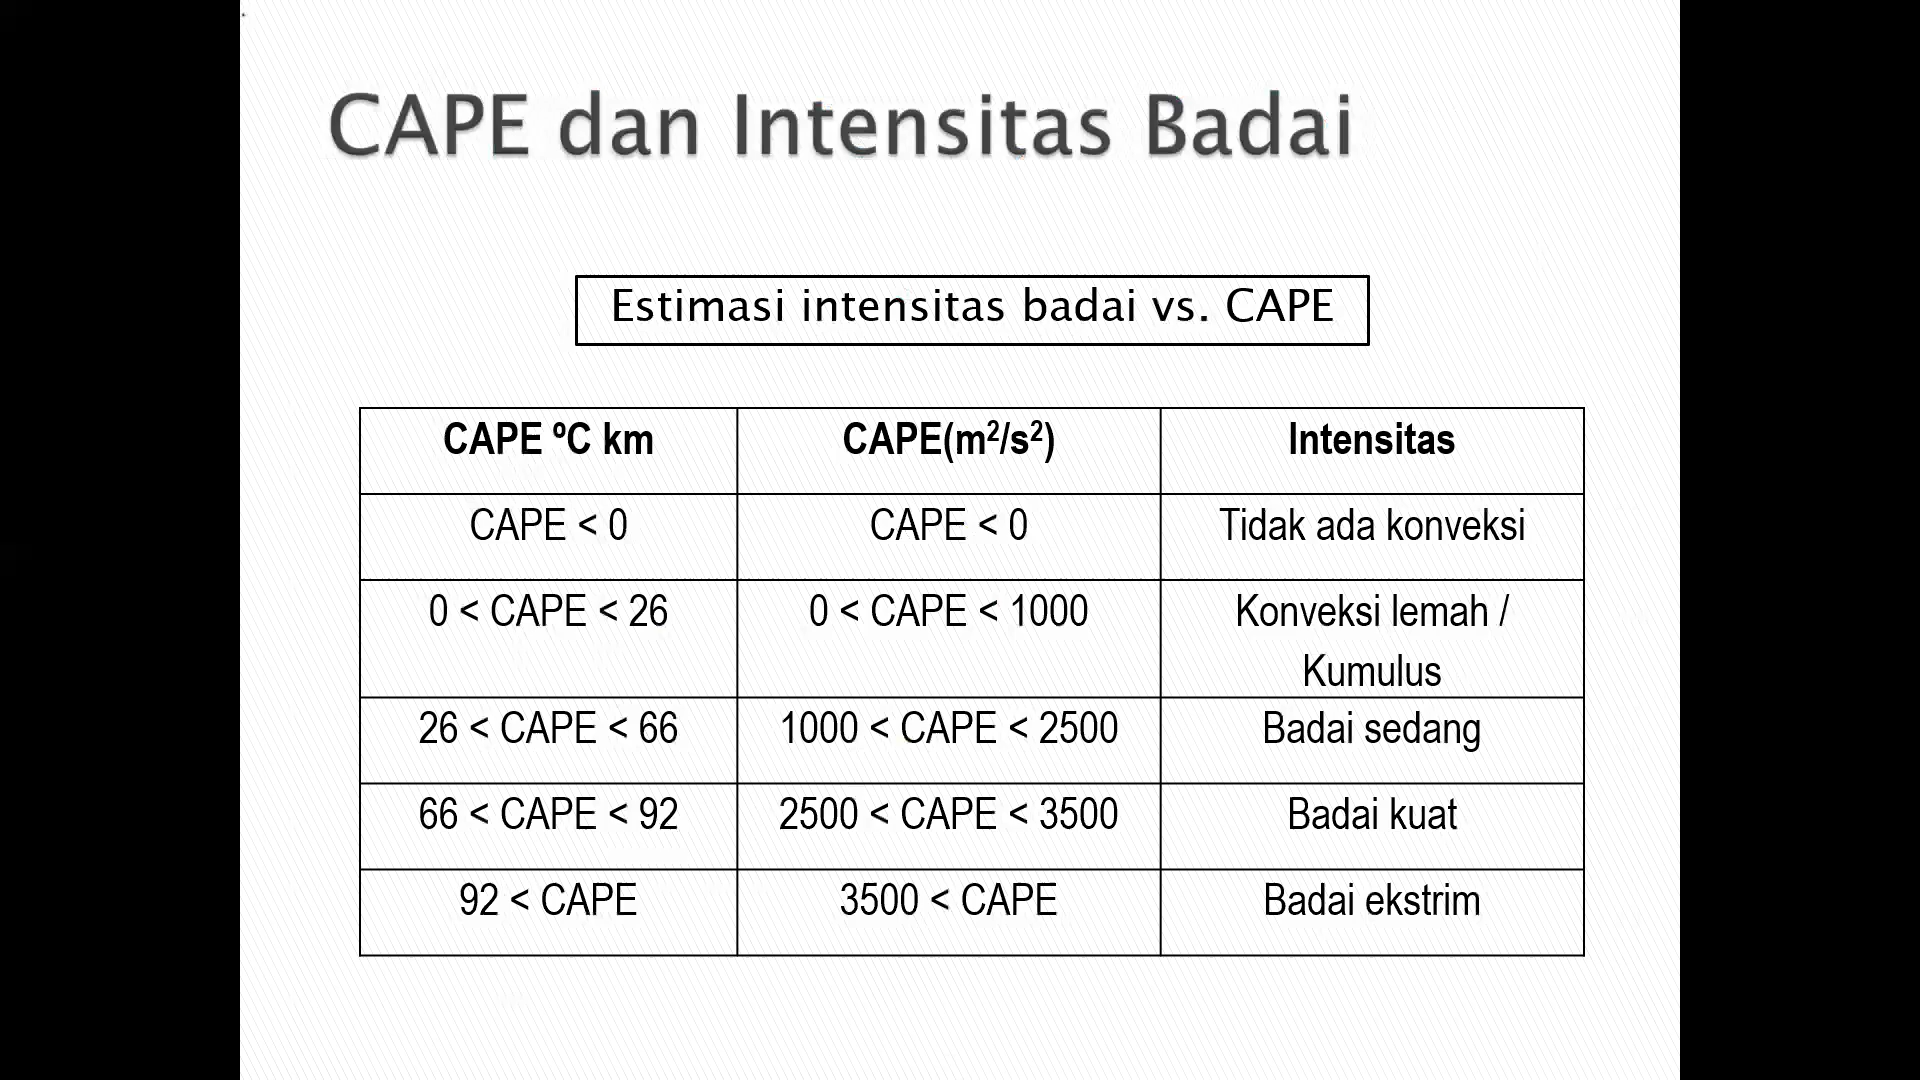 CAPE dan Intensitas Badai
Estimasi intensitas badai vs. CAPE
CAPE ºC km CAPE(m²/s²) Intensitas
CAPE < 0 CAPE < 0 Tidak ada konveksi
0 < CAPE < 26 0 < CAPE < 1000 Konveksi lemah /
Kumulus
26 < CAPE < 66 1000 < CAPE < 2500 Badai sedang
66 < CAPE < 92 2500 < CAPE < 3500 Badai kuat
92 < CAPE 3500 < CAPE Badai ekstrim